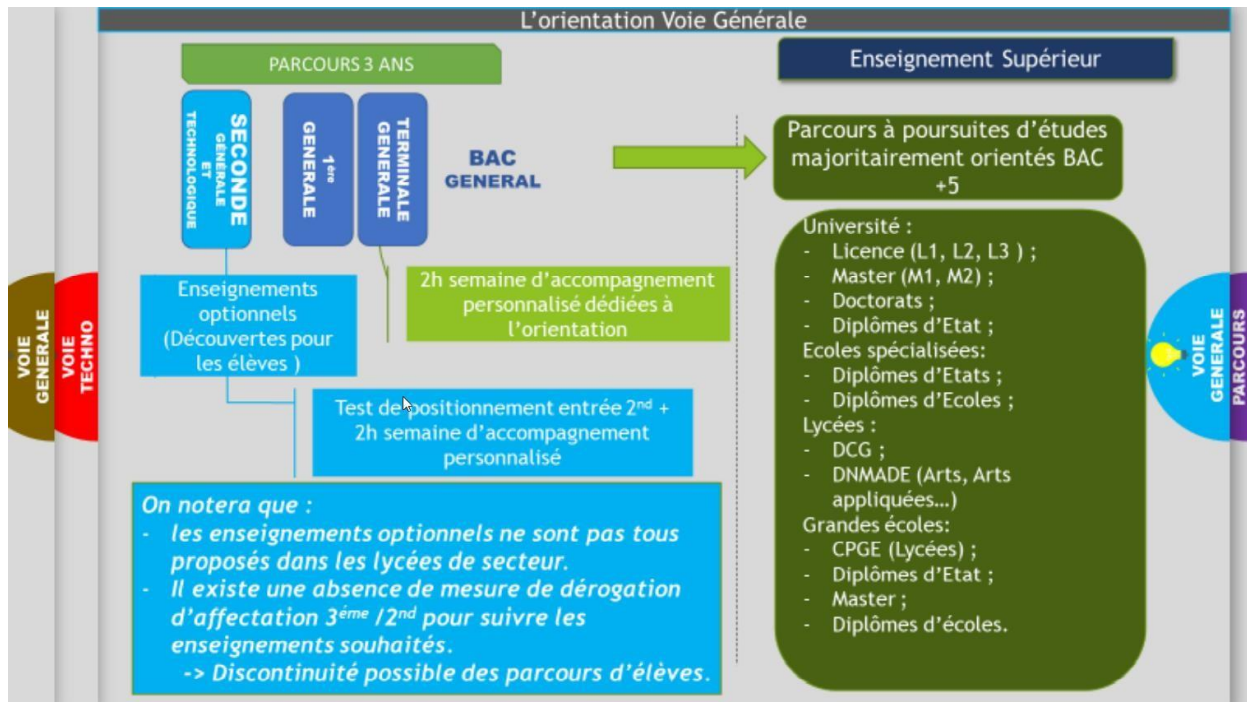 L'orientation Voie Générale
PARCOURS 3 ANS
SECONDE
GÉNÉRALE
ET
TECHNOLOGIQUE
1ère
GENERALE
TERMINALE
GENERALE
BAC
GENERAL
Enseignements
optionnels
(Découvertes pour
les élèves )
2h semaine d'accompagnement
personnalisé dédiées à
l'orientation
Test de positionnement entrée 2nd +
2h semaine d'accompagnement
personnalisé
On notera que :
- les enseignements optionnels ne sont pas tous
proposés dans les lycées de secteur.
- Il existe une absence de mesure de dérogation
d'affectation 3éme /2nd pour suivre les
enseignements souhaités.
-> Discontinuité possible des parcours d'élèves.
Enseignement Supérieur
Parcours à poursuites d'études
majoritairement orientés BAC
+5
Université :
- Licence (L1, L2, L3 ) ;
- Master (M1, M2) ;
- Doctorats ;
- Diplômes d'Etat ;
Ecoles spécialisées:
- Diplômes d'Etats ;
- Diplômes d'Ecoles ;
Lycées :
- DCG ;
- DNMADE (Arts, Arts
appliquées…)
Grandes écoles:
- CPGE (Lycées) ;
- Diplômes d'Etat ;
- Master ;
- Diplômes d'écoles.
VOIE
GENERALE
VOIE
TECHNO
VOIE
GENERALE
PARCOURS